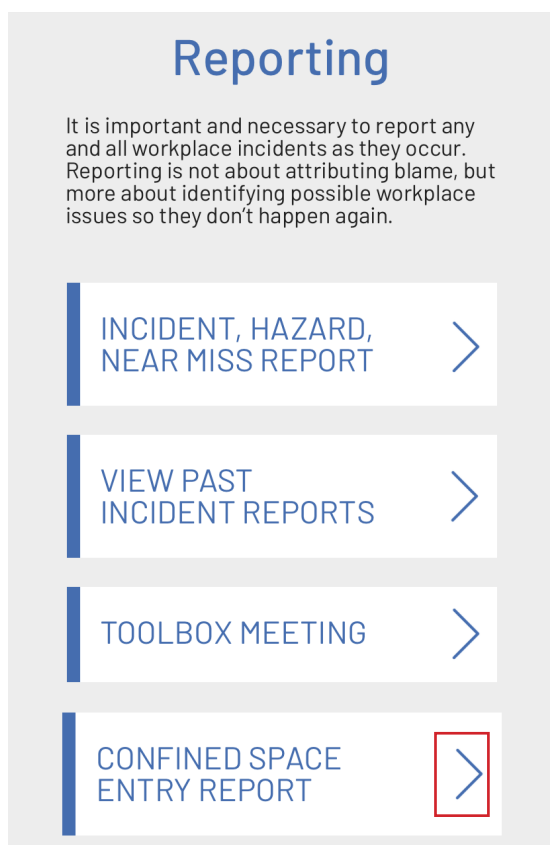 Reporting
It is important and necessary to report any
and all workplace incidents as they occur.
Reporting is not about attributing blame, but
more about identifying possible workplace
issues so they don’t happen again.
INCIDENT, HAZARD,
NEAR MISS REPORT
VIEW PAST
INCIDENT REPORTS
TOOLBOX MEETING
CONFINED SPACE
ENTRY REPORT